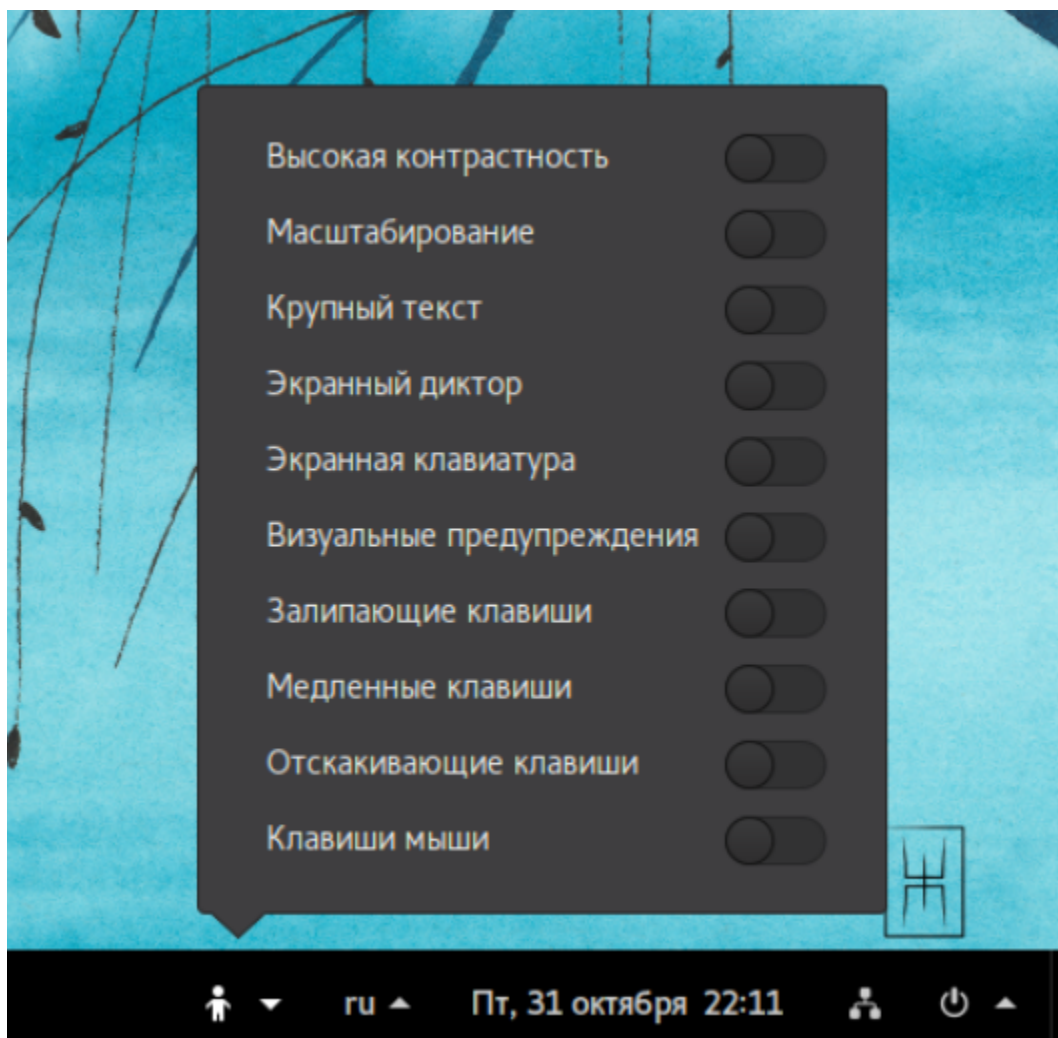 Высокая контрастность
Масштабирование
Крупный текст
Экранный диктор
Экранная клавиатура
Визуальные предупреждения
Залипающие клавиши
Медленные клавиши
Отскакивающие клавиши
Клавиши мыши
ru Пт, 31 октября 22:11